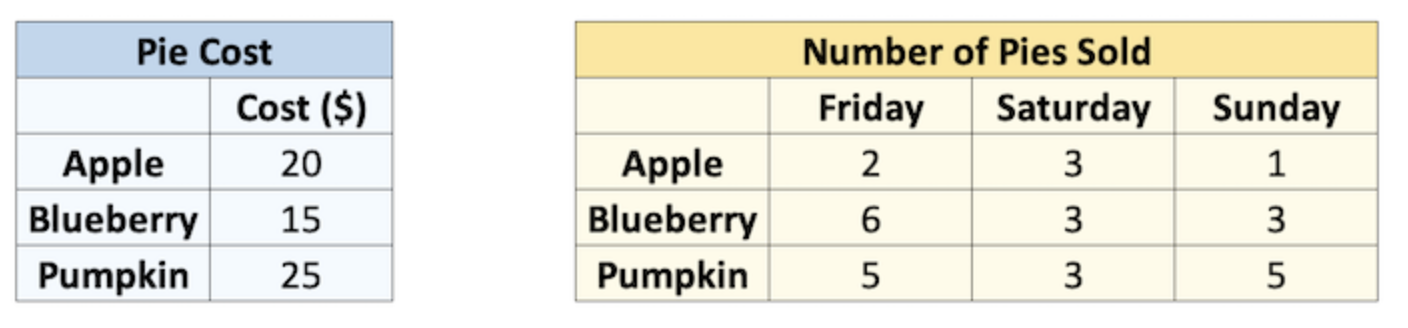 Pie Cost
Cost ($)
Apple 20
Blueberry 15
Pumpkin 25
Number of Pies Sold
Friday Saturday Sunday
Apple 2 3 1
Blueberry 6 3 3
Pumpkin 5 3 5